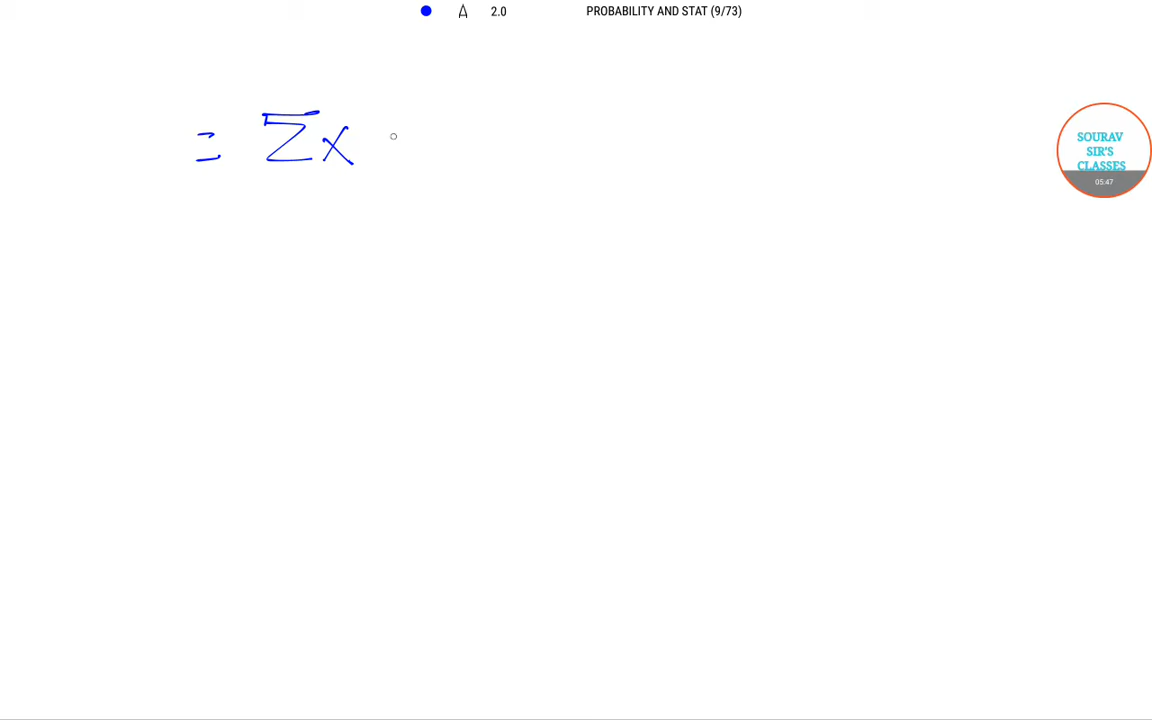 2.0 PROBABILITY AND STAT (9/73)
= Σx
SOURAV
SIR'S
CLASSES
05:47